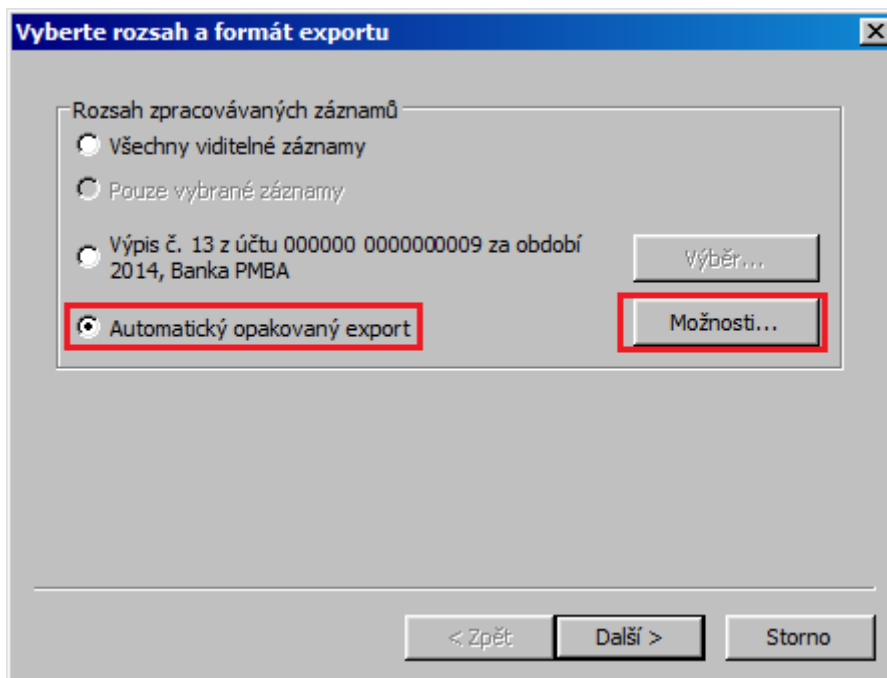 Vyberte rozsah a formát exportu
Rozsah zpracovávaných záznamů
Všechny viditelné záznamy
Pouze vybrané záznamy
Výpis č. 13 z účtu 000000 0000000009 za období
2014, Banka PMBA
Výběr...
Automatický opakovaný export
Možnosti...
< Zpět
Další >
Storno